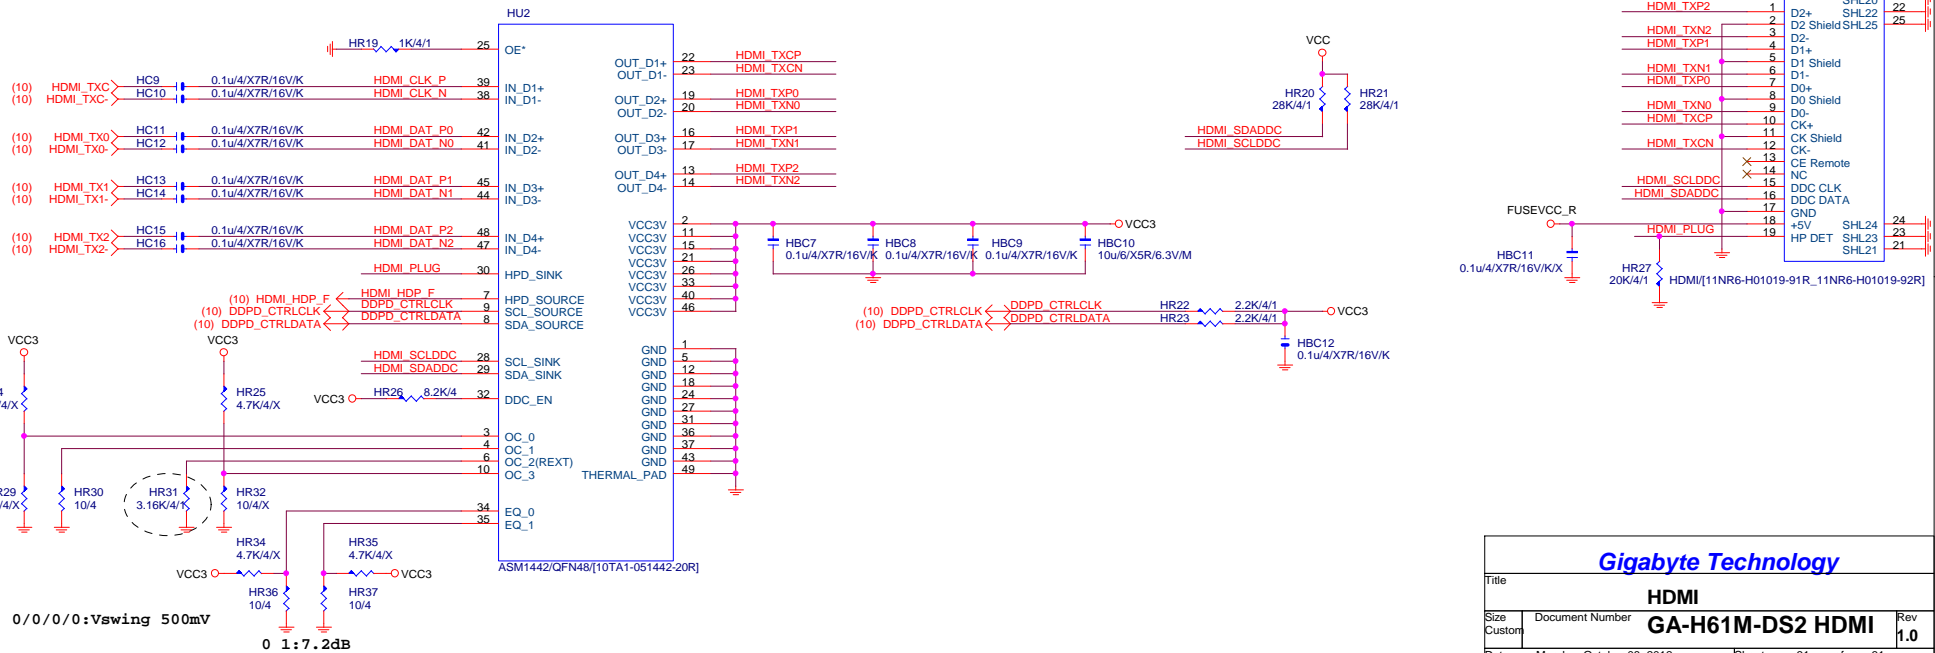 HU2
HR19 1K/4/1 25 OE*
(10) HDMI_TXC HC9 0.1u/4/X7R/16V/K HDMI_CLK_P 39 IN_D1+
(10) HDMI_TXC- HC10 0.1u/4/X7R/16V/K HDMI_CLK_N 38 IN_D1-
(10) HDMI_TX0 HC11 0.1u/4/X7R/16V/K HDMI_DAT_P0 42 IN_D2+
(10) HDMI_TX0- HC12 0.1u/4/X7R/16V/K HDMI_DAT_N0 41 IN_D2-
(10) HDMI_TX1 HC13 0.1u/4/X7R/16V/K HDMI_DAT_P1 45 IN_D3+
(10) HDMI_TX1- HC14 0.1u/4/X7R/16V/K HDMI_DAT_N1 44 IN_D3-
(10) HDMI_TX2 HC15 0.1u/4/X7R/16V/K HDMI_DAT_P2 48 IN_D4+
(10) HDMI_TX2- HC16 0.1u/4/X7R/16V/K HDMI_DAT_N2 47 IN_D4-
HDMI_PLUG 30 HPD_SINK
(10) HDMI_HDP_F HDMI_HDP_F 7 HPD_SOURCE
(10) DDPD_CTRLCLK DDPD_CTRLCLK 9 SCL_SOURCE
(10) DDPD_CTRLDATA DDPD_CTRLDATA 8 SDA_SOURCE
HDMI_SCLDDC 28 SCL_SINK
HDMI_SDADDC 29 SDA_SINK
VCC3 HR26 8.2K/4 32 DDC_EN
3 OC_0
4 OC_1
6 OC_2(REXT)
10 OC_3
34 EQ_0
35 EQ_1
VCC3
VCC3
HR25
4.7K/4/X
HR30
10/4
HR31
3.16K/4/1
HR32
10/4/X
HR34
4.7K/4/X
HR35
4.7K/4/X
VCC3
VCC3
HR36
10/4
HR37
10/4
0/0/0/0:Vswing 500mV
0 1:7.2dB
OUT_D1+ 22 HDMI_TXCP
OUT_D1- 23 HDMI_TXCN
OUT_D2+ 19 HDMI_TXP0
OUT_D2- 20 HDMI_TXN0
OUT_D3+ 16 HDMI_TXP1
OUT_D3- 17 HDMI_TXN1
OUT_D4+ 13 HDMI_TXP2
OUT_D4- 14 HDMI_TXN2
VCC3V 2
VCC3V 11
VCC3V 15
VCC3V 21
VCC3V 26
VCC3V 33
VCC3V 40
VCC3V 46
GND 1
GND 5
GND 12
GND 18
GND 24
GND 27
GND 31
GND 36
GND 37
GND 43
THERMAL_PAD 49
ASM1442/QFN48/[10TA1-051442-20R]
VCC3
HBC7
0.1u/4/X7R/16V/K
HBC8
0.1u/4/X7R/16V/K
HBC9
0.1u/4/X7R/16V/K
HBC10
10u/6/X5R/6.3V/M
(10) DDPD_CTRLCLK DDPD_CTRLCLK HR22 2.2K/4/1 VCC3
(10) DDPD_CTRLDATA DDPD_CTRLDATA HR23 2.2K/4/1
HBC12
0.1u/4/X7R/16V/K
VCC
HR20
28K/4/1
HR21
28K/4/1
HDMI_SDADDC
HDMI_SCLDDC
HDMI_TXP2 1 D2+
2 D2 Shield
HDMI_TXN2 3 D2-
HDMI_TXP1 4 D1+
5 D1 Shield
HDMI_TXN1 6 D1-
HDMI_TXP0 7 D0+
8 D0 Shield
HDMI_TXN0 9 D0-
HDMI_TXCP 10 CK+
11 CK Shield
HDMI_TXCN 12 CK-
13 CE Remote
14 NC
HDMI_SCLDDC 15 DDC CLK
HDMI_SDADDC 16 DDC DATA
17 GND
FUSEVCC_R 18 +5V
HDMI_PLUG 19 HP DET
SHL22 22
SHL25 25
SHL24 24
SHL23 23
SHL21 21
HBC11
0.1u/4/X7R/16V/K/X
HR27
20K/4/1
HDMI/[11NR6-H01019-91R_11NR6-H01019-92R]
Gigabyte Technology
Title
HDMI
Size
Custom
Document Number
GA-H61M-DS2 HDMI
Rev
1.0